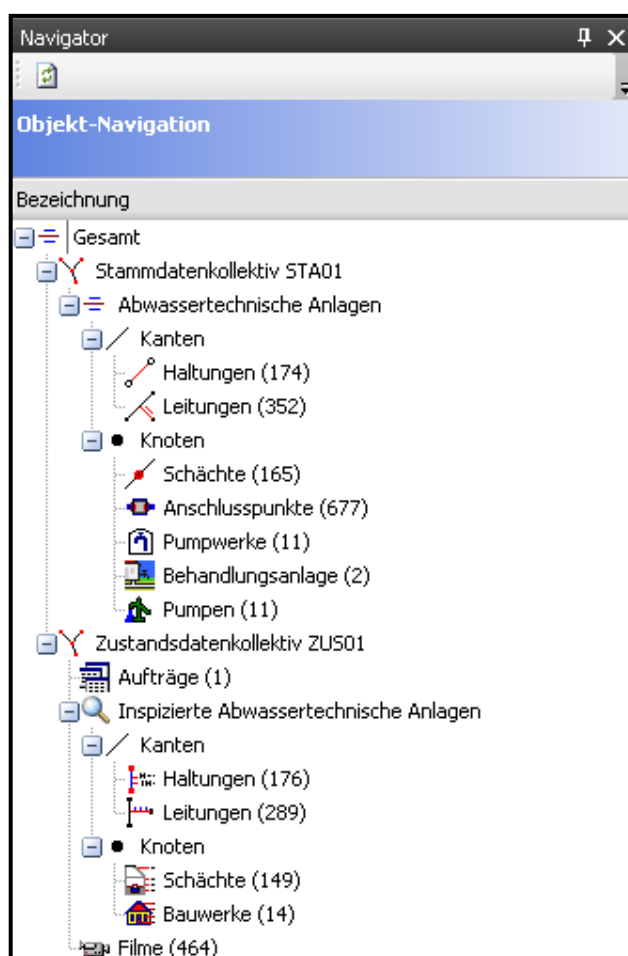 Navigator
Objekt-Navigation
Bezeichnung
Gesamt
Stammdatenkollektiv STA01
Abwassertechnische Anlagen
Kanten
Haltungen (174)
Leitungen (352)
Knoten
Schächte (165)
Anschlusspunkte (677)
Pumpwerke (11)
Behandlungsanlage (2)
Pumpen (11)
Zustandsdatenkollektiv ZUS01
Aufträge (1)
Inspizierte Abwassertechnische Anlagen
Kanten
Haltungen (176)
Leitungen (289)
Knoten
Schächte (149)
Bauwerke (14)
Filme (464)